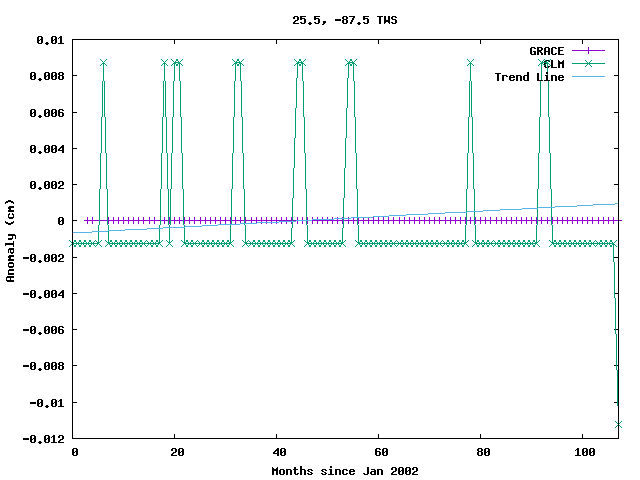 25.5, -87.5 TWS
0.01
0.008
0.006
0.004
0.002
0
-0.002
-0.004
-0.006
-0.008
-0.01
-0.012
Anomaly (cm)
GRACE
CLM
Trend Line
0 20 40 60 80 100
Months since Jan 2002